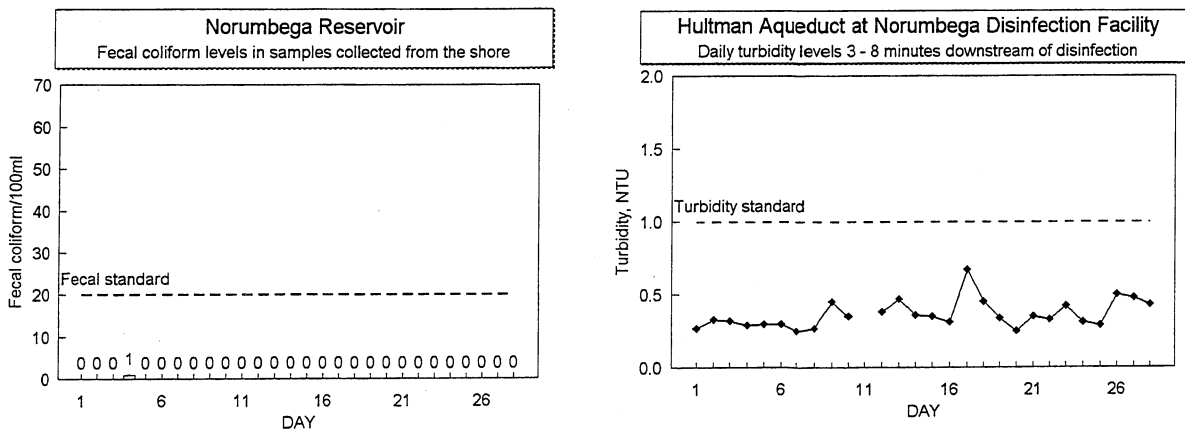 Norumbega Reservoir
Fecal coliform levels in samples collected from the shore
70
60
50
40
30
20
10
0
Fecal coliform/100ml
Fecal standard
0 0 0 1 0 0 0 0 0 0 0 0 0 0 0 0 0 0 0 0 0 0 0 0 0 0 0 0
1 6 11 16 21 26
DAY
Hultman Aqueduct at Norumbega Disinfection Facility
Daily turbidity levels 3 - 8 minutes downstream of disinfection
2.0
1.5
1.0
0.5
0.0
Turbidity, NTU
Turbidity standard
1 6 11 16 21 26
DAY